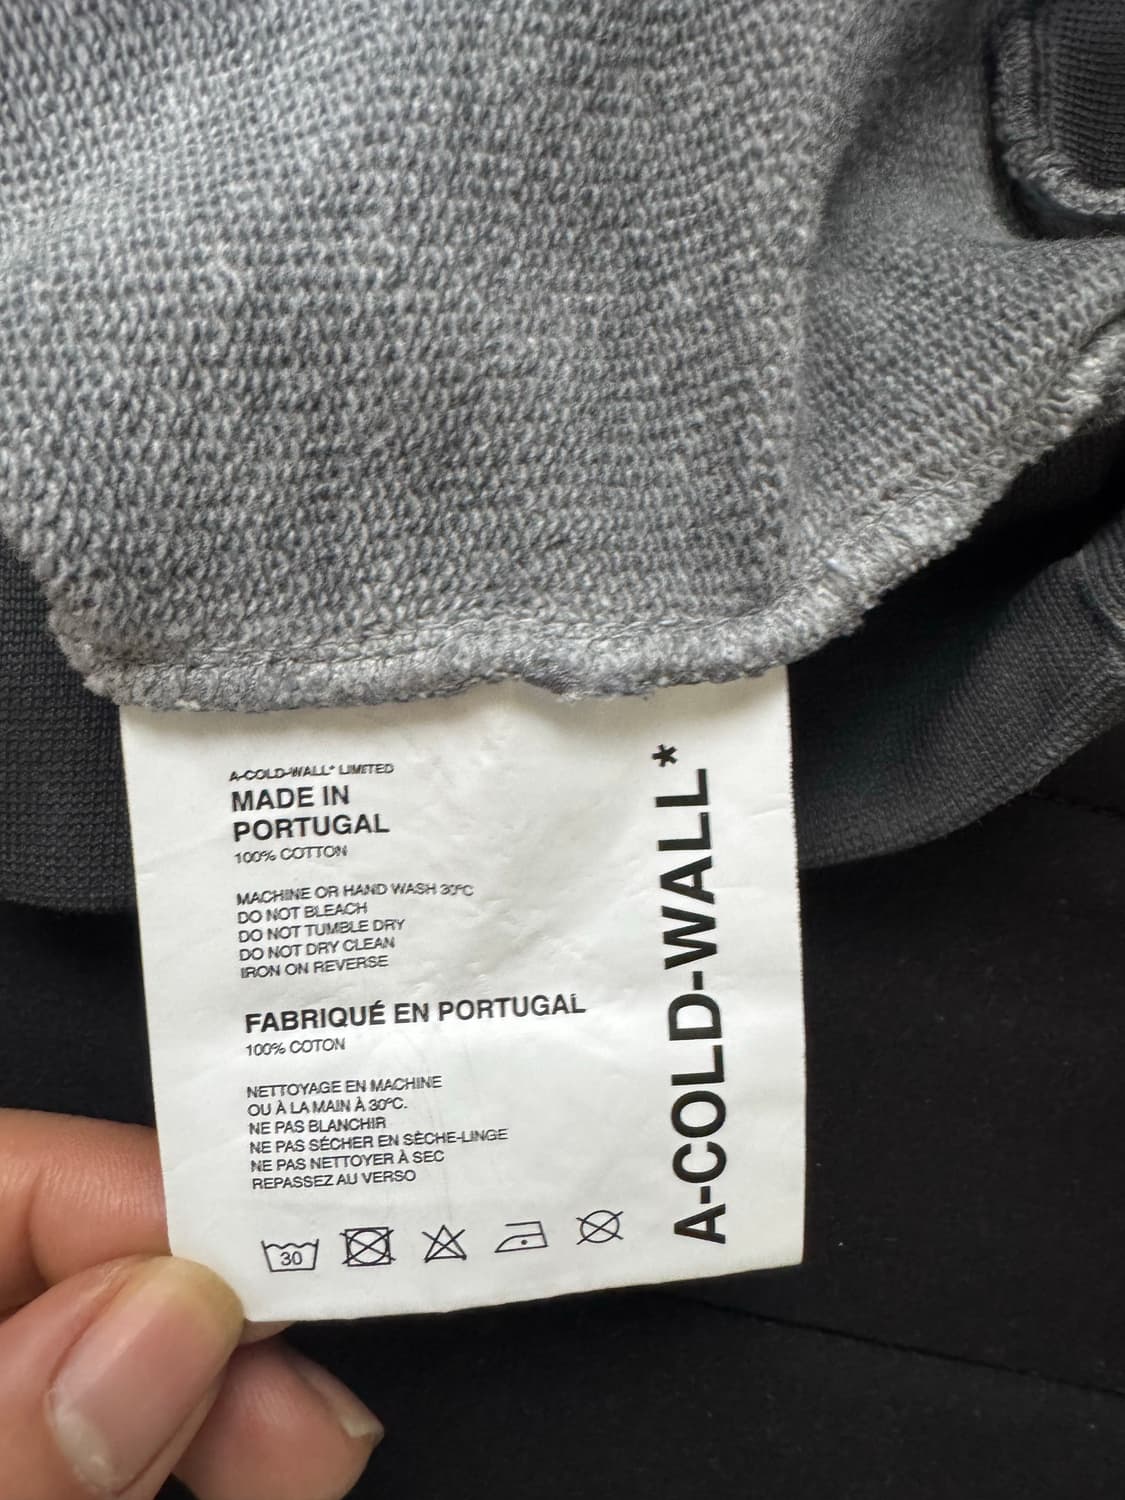 A-COLD-WALL* LIMITED
MADE IN
PORTUGAL
100% COTTON
MACHINE OR HAND WASH 30°C
DO NOT BLEACH
DO NOT TUMBLE DRY
DO NOT DRY CLEAN
IRON ON REVERSE
FABRIQUÉ EN PORTUGAL
100% COTON
NETTOYAGE EN MACHINE
OU À LA MAIN À 30°C.
NE PAS BLANCHIR
NE PAS SÉCHER EN SÈCHE-LINGE
NE PAS NETTOYER À SEC
REPASSEZ AU VERSO
30
A-COLD-WALL*